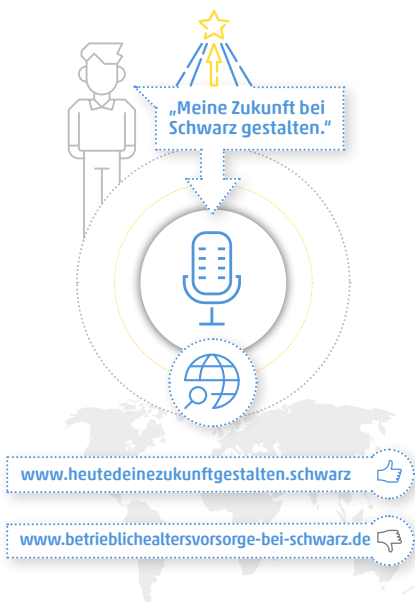 „Meine Zukunft bei
Schwarz gestalten.“
www.heutedeinezukunftgestalten.schwarz
www.betrieblichealtersvorsorge-bei-schwarz.de